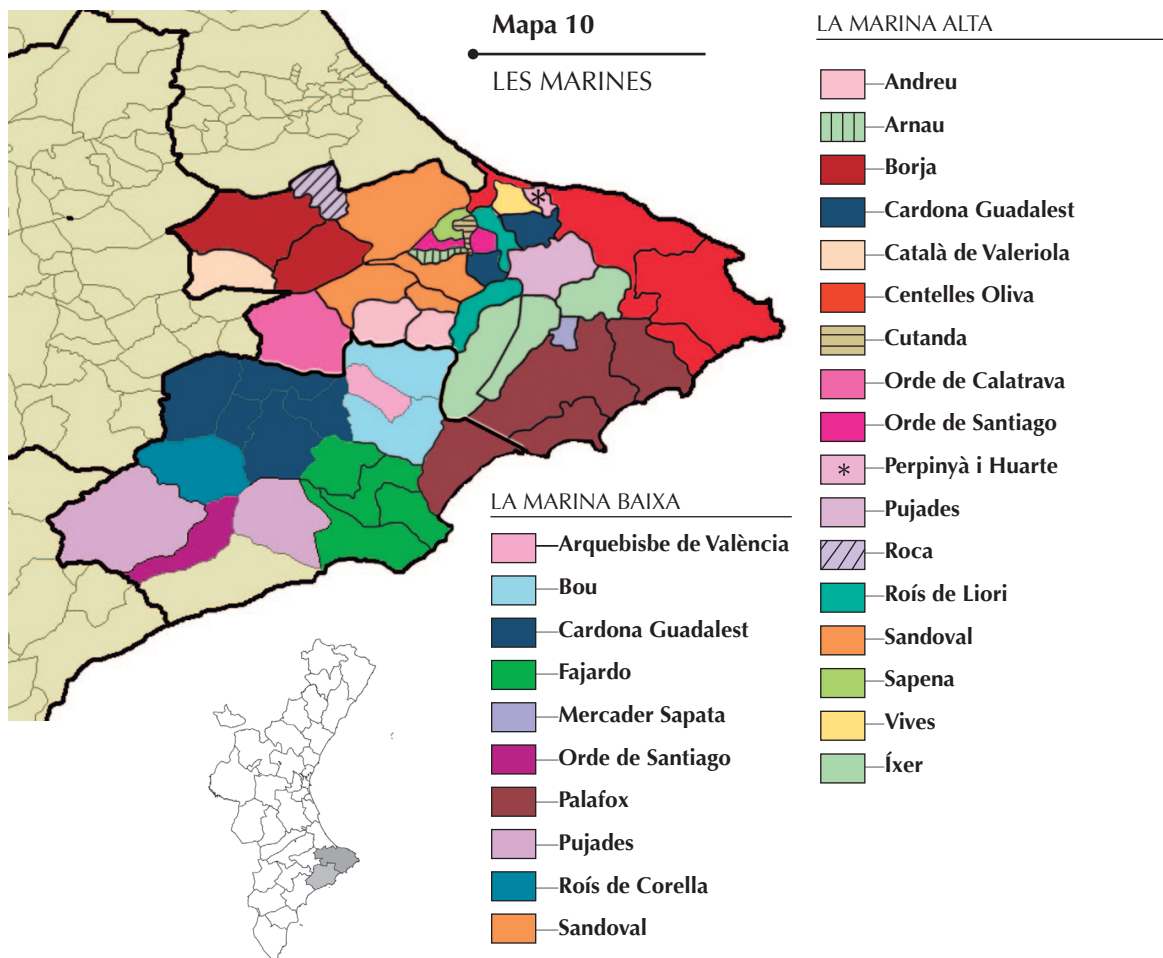 Mapa 10
LES MARINES
LA MARINA ALTA
Andreu
Arnau
Borja
Cardona Guadalest
Català de Valeriola
Centelles Oliva
Cutanda
Orde de Calatrava
Orde de Santiago
Perpinyà i Huarte
Pujades
Roca
Roís de Liori
Sandoval
Sapena
Vives
Íxer
LA MARINA BAIXA
Arquebisbe de València
Bou
Cardona Guadalest
Fajardo
Mercader Sapata
Orde de Santiago
Palafox
Pujades
Roís de Corella
Sandoval